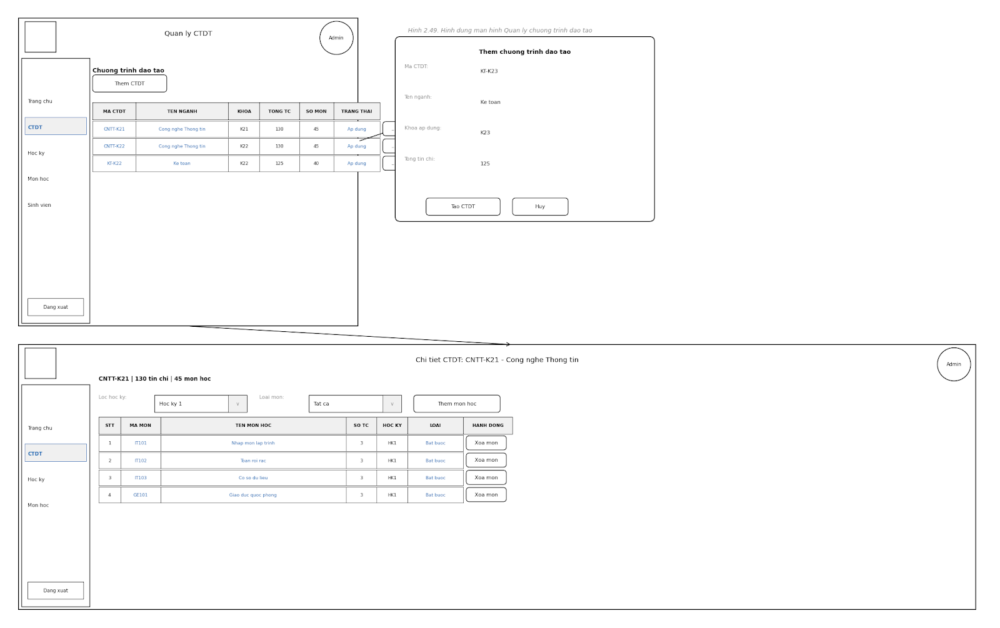 Quan ly CTDT
Admin
Trang chu
CTDT
Hoc ky
Mon hoc
Sinh vien
Dang xuat
Chuong trinh dao tao
Them CTDT
MA CTDT TEN NGANH KHOA TONG TC SO MON TRANG THAI
CNTT-K21 Cong nghe Thong tin K21 130 45 Ap dung
CNTT-K22 Cong nghe Thong tin K22 130 45 Ap dung
KT-K22 Ke toan K22 125 40 Ap dung
Hinh 2.49. Hinh dung man hinh Quan ly chuong trinh dao tao
Them chuong trinh dao tao
Ma CTDT: KT-K23
Ten nganh: Ke toan
Khoa ap dung: K23
Tong tin chi: 125
Tao CTDT Huy
Chi tiet CTDT: CNTT-K21 - Cong nghe Thong tin
Admin
Trang chu
CTDT
Hoc ky
Mon hoc
Dang xuat
CNTT-K21 | 130 tin chi | 45 mon hoc
Loc hoc ky: Hoc ky 1 v Loai mon: Tat ca v Them mon hoc
STT MA MON TEN MON HOC SO TC HOC KY LOAI HANH DONG
1 IT101 Nhap mon lap trinh 3 HK1 Bat buoc Xoa mon
2 IT102 Toan roi rac 3 HK1 Bat buoc Xoa mon
3 IT103 Co so du lieu 3 HK1 Bat buoc Xoa mon
4 GE101 Giao duc quoc phong 3 HK1 Bat buoc Xoa mon